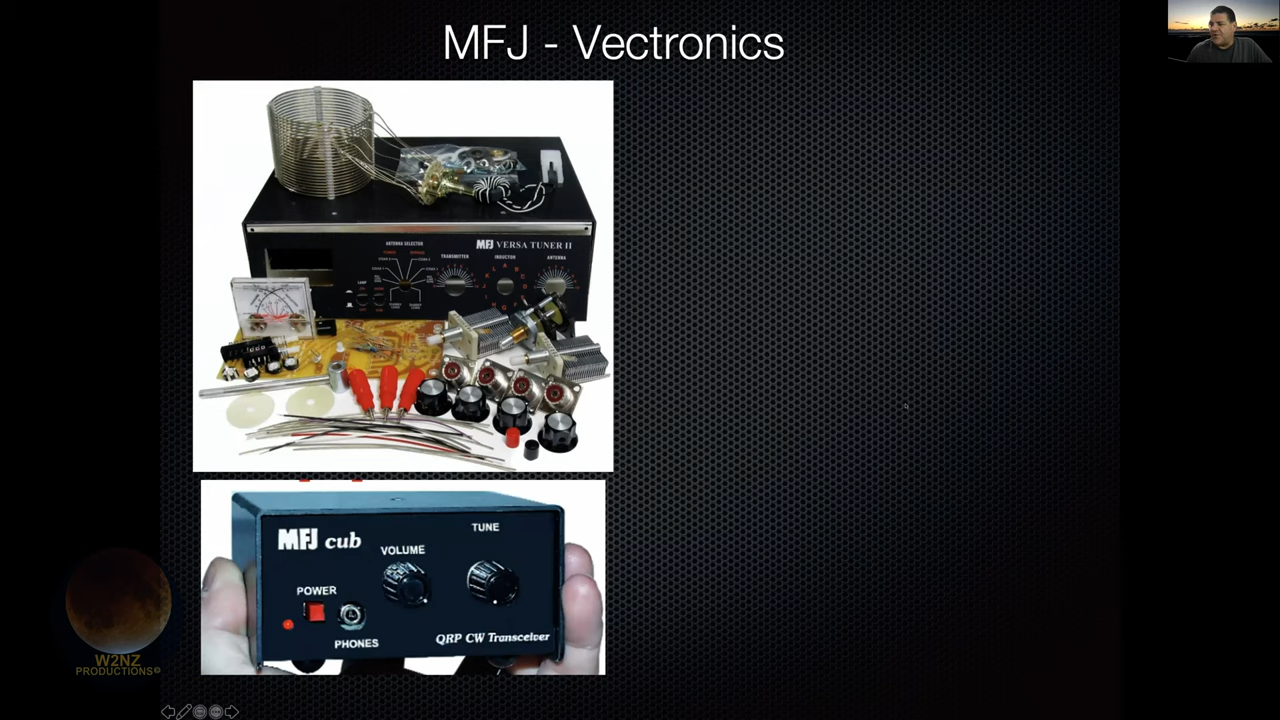 MFJ - Vectronics
ANTENNA SELECTOR
MFJ VERSA TUNER II
TRANSMITTER
INDUCTOR
ANTENNA
MFJ cub
TUNE
VOLUME
POWER
PHONES
QRP CW Transceiver
W2NZ
PRODUCTIONS